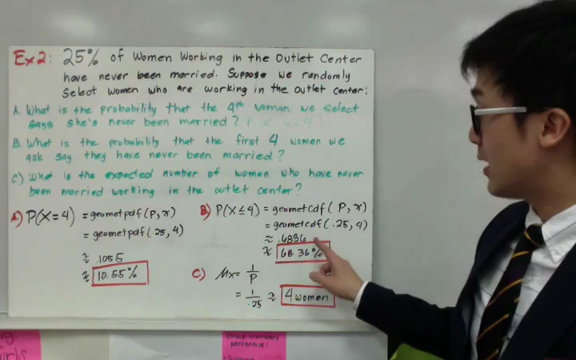 Ex2: 25% of Women Working in the Outlet Center
have never been married. Suppose we randomly
select women who are working in the outlet center:
A. What is the probability that the 4th woman we select
says she's never been married?
B. What is the probability that the first 4 women we
ask say they have never been married?
C) What is the expected number of women who have never
been married working in the outlet center?
A) P(X=4) = geometpdf(P,x)
= geometpdf(.25,4)
≈ .1055
≈ 10.55%
B) P(X≤4) = geometcdf(P,x)
= geometcdf(.25,4)
≈ .6836
≈ 68.36%
C) Mx = 1/P
= 1/.25 ≈ 4 women
Group members